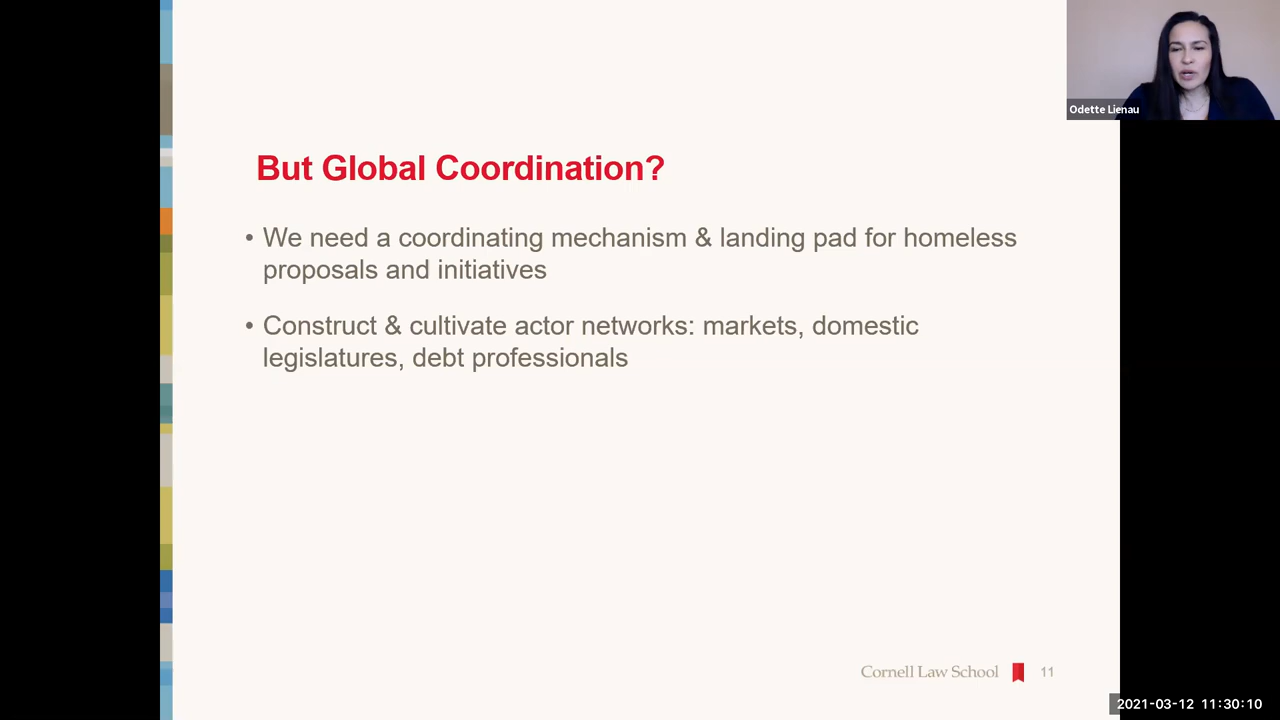 Odette Lienau
But Global Coordination?
• We need a coordinating mechanism & landing pad for homeless
proposals and initiatives
• Construct & cultivate actor networks: markets, domestic
legislatures, debt professionals
Cornell Law School 11
2021-03-12 11:30:10